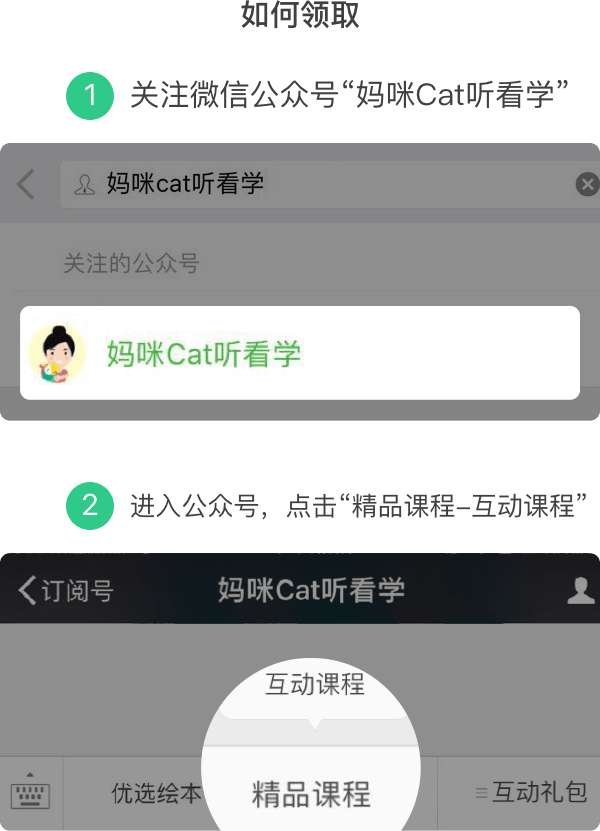 如何领取
1 关注微信公众号“妈咪Cat听看学”
妈咪cat听看学
关注的公众号
妈咪Cat听看学
2 进入公众号，点击“精品课程–互动课程”
订阅号 妈咪Cat听看学
互动课程
优选绘本 精品课程 互动礼包